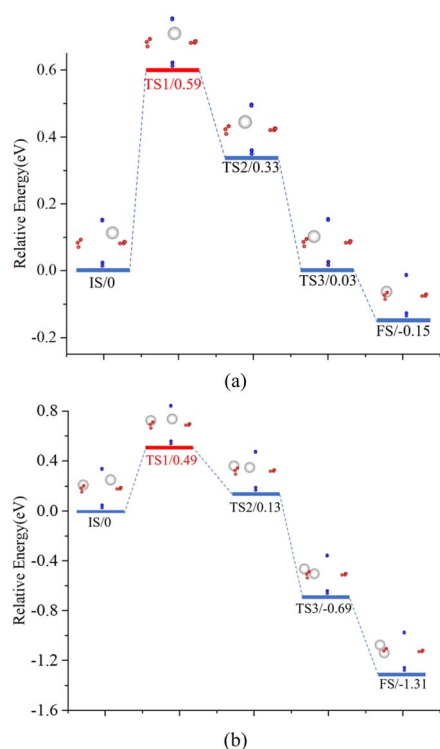 Relative Energy(eV)
0.6
0.4
0.2
0.0
-0.2
TS1/0.59
TS2/0.33
IS/0
TS3/0.03
FS/-0.15
(a)
Relative Energy(eV)
0.8
0.4
0.0
-0.4
-0.8
-1.2
-1.6
TS1/0.49
TS2/0.13
IS/0
TS3/-0.69
FS/-1.31
(b)